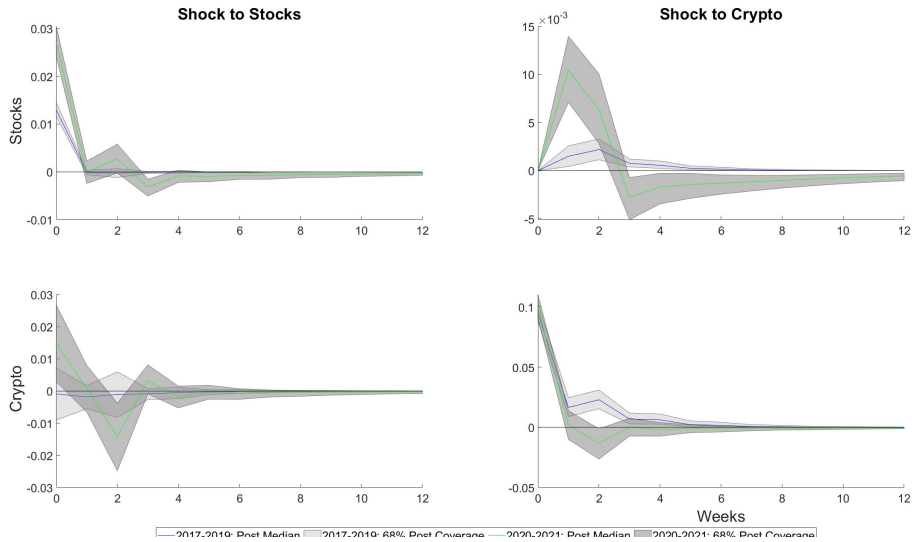 Shock to Stocks
0.03
0.02
0.01
0
-0.01
Stocks
0 2 4 6 8 10 12
Shock to Crypto
×10⁻³
15
10
5
0
-5
0 2 4 6 8 10 12
0.03
0.02
0.01
0
-0.01
-0.02
-0.03
Crypto
0 2 4 6 8 10 12
0.1
0.05
0
-0.05
0 2 4 6 8 10 12
Weeks
2017-2019: Post Median 2017-2019: 68% Post Coverage 2020-2021: Post Median 2020-2021: 68% Post Coverage